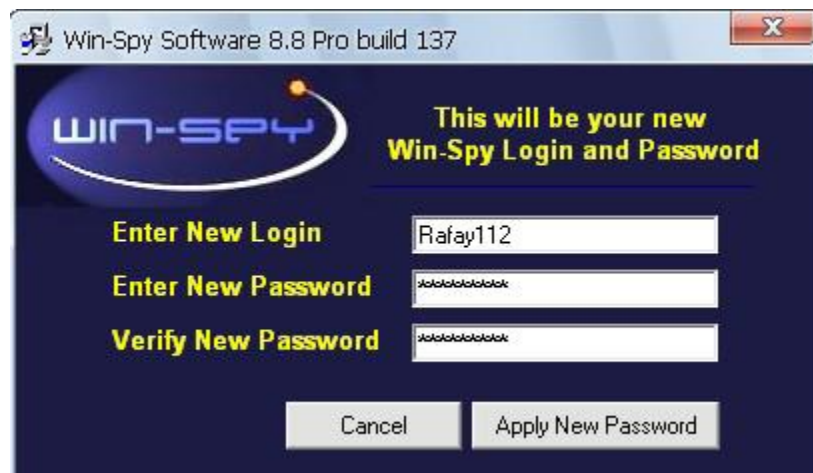 Win-Spy Software 8.8 Pro build 137
WIN-SPY
This will be your new
Win-Spy Login and Password
Enter New Login
Rafay112
Enter New Password
**********
Verify New Password
**********
Cancel
Apply New Password